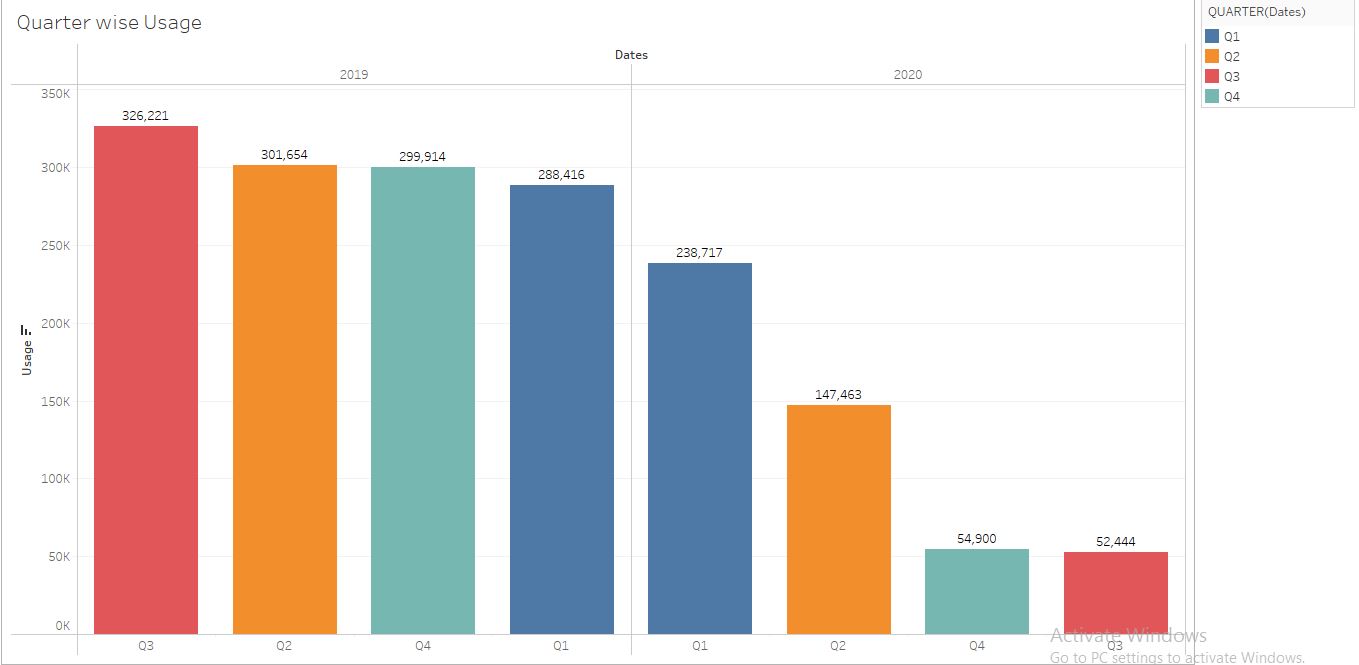 Quarter wise Usage
Dates
2019 2020
350K
300K
250K
200K
150K
100K
50K
0K
Usage
326,221
301,654
299,914
288,416
238,717
147,463
54,900
52,444
Q3 Q2 Q4 Q1 Q1 Q2 Q4 Q3
QUARTER(Dates)
Q1
Q2
Q3
Q4
Activate Windows
Go to PC settings to activate Windows.